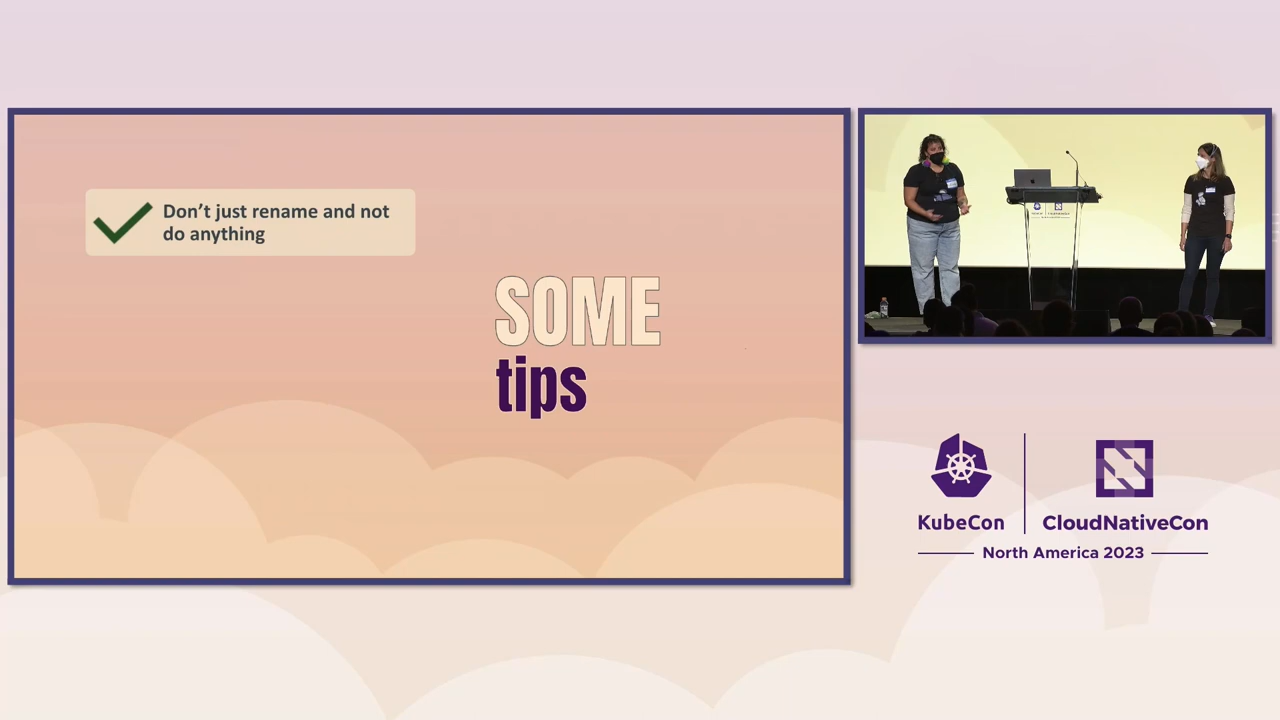 Don’t just rename and not
do anything
SOME
tips
KubeCon
CloudNativeCon
North America 2023